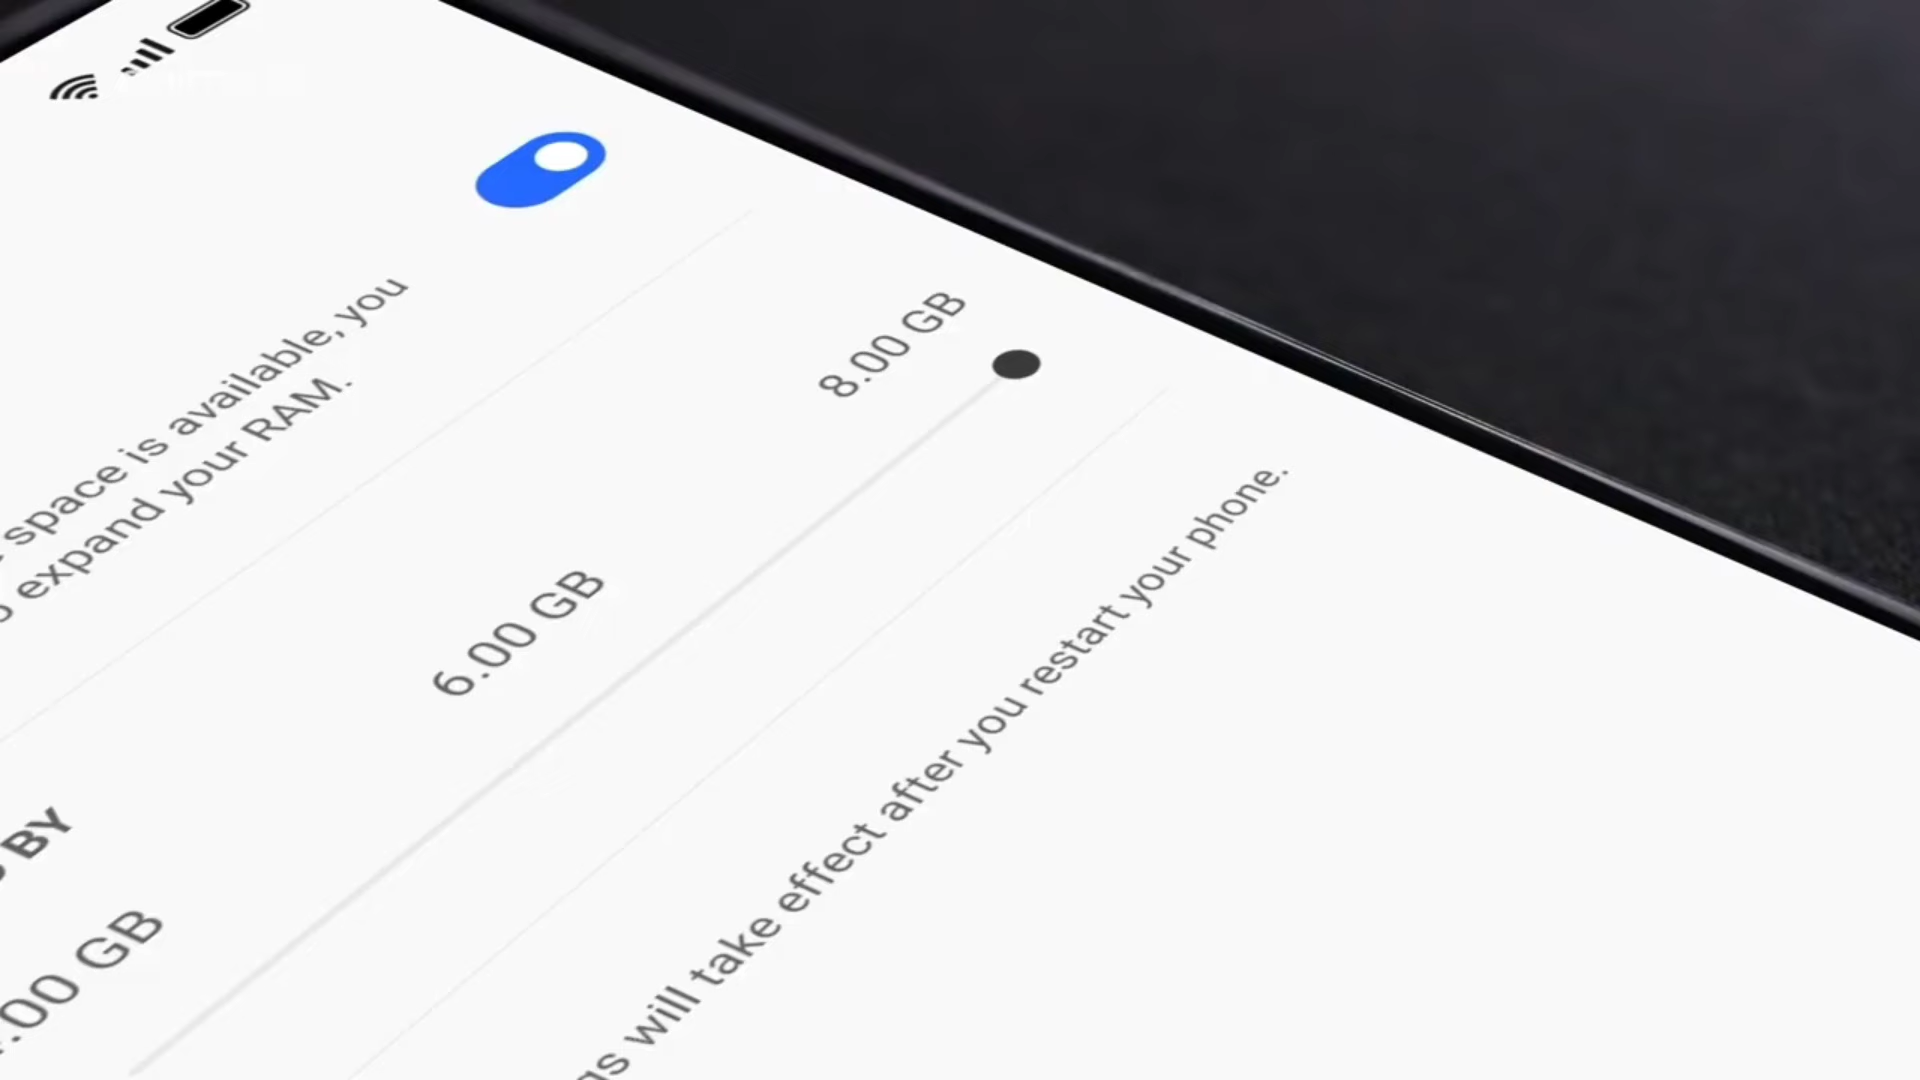 space is available, you
expand your RAM.
8.00 GB
6.00 GB
BY
.00 GB
will take effect after you restart your phone.